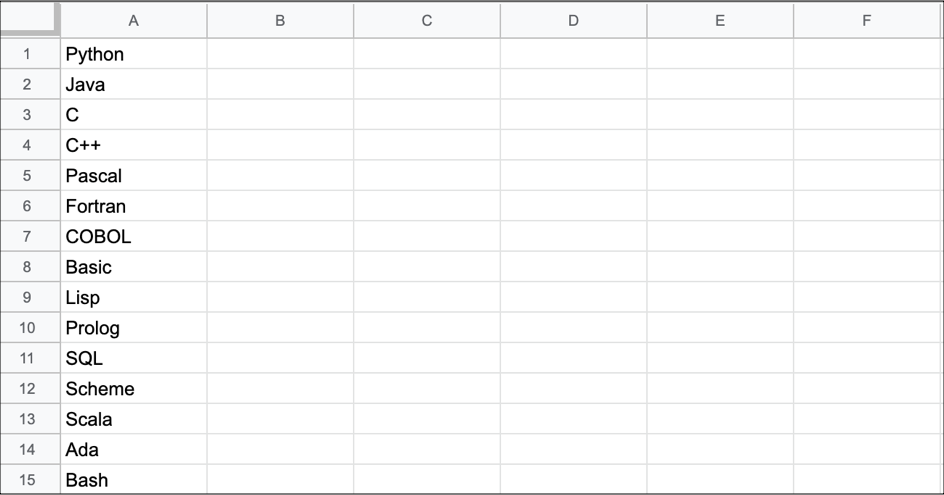 A B C D E F
1 Python
2 Java
3 C
4 C++
5 Pascal
6 Fortran
7 COBOL
8 Basic
9 Lisp
10 Prolog
11 SQL
12 Scheme
13 Scala
14 Ada
15 Bash